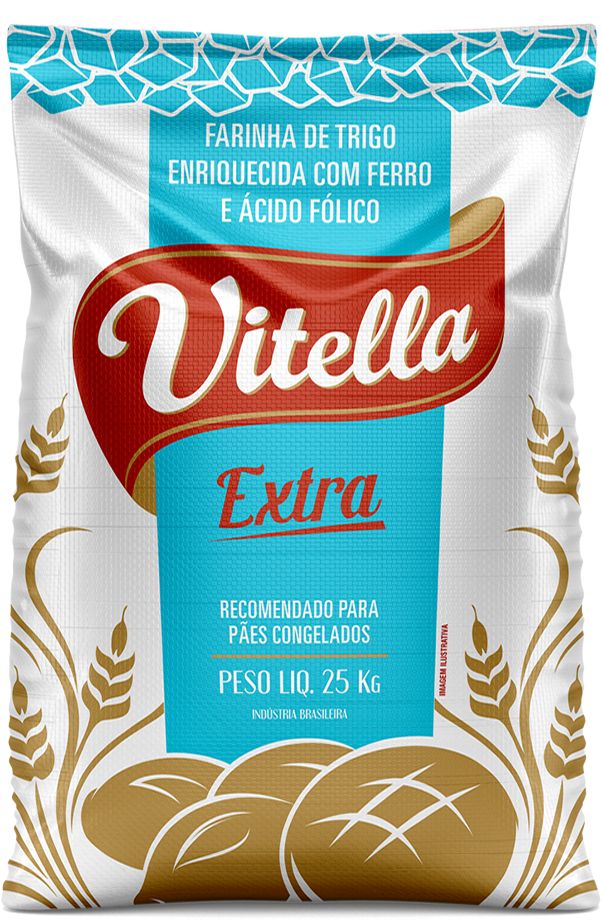 FARINHA DE TRIGO
ENRIQUECIDA COM FERRO
E ÁCIDO FÓLICO
Vitella
Extra
RECOMENDADO PARA
PÃES CONGELADOS
PESO LIQ. 25 Kg
INDÚSTRIA BRASILEIRA
IMAGEM ILUSTRATIVA